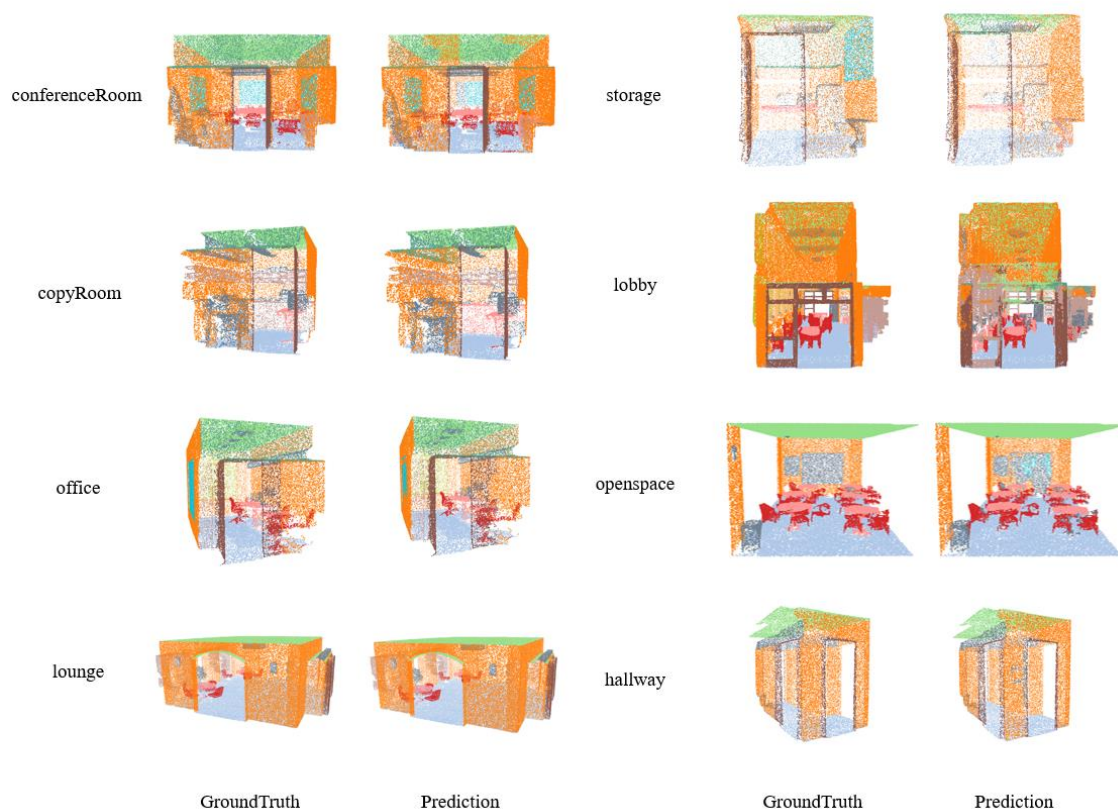 conferenceRoom
storage
copyRoom
lobby
office
openspace
lounge
hallway
GroundTruth
Prediction
GroundTruth
Prediction